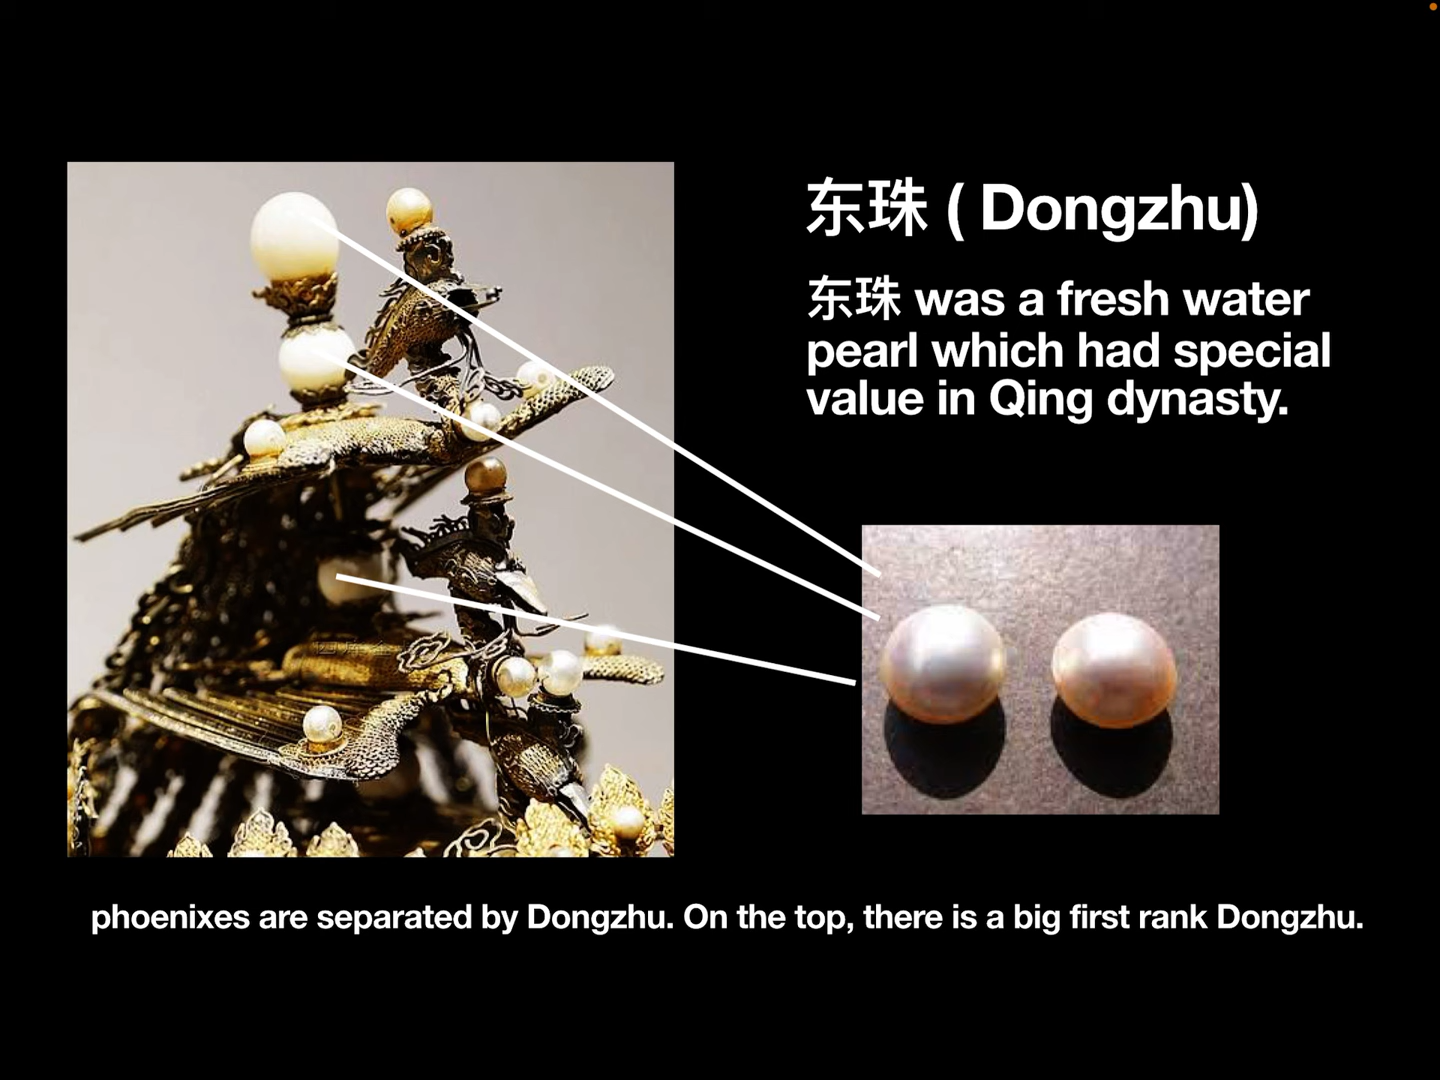 东珠 ( Dongzhu)
东珠 was a fresh water
pearl which had special
value in Qing dynasty.
phoenixes are separated by Dongzhu. On the top, there is a big first rank Dongzhu.